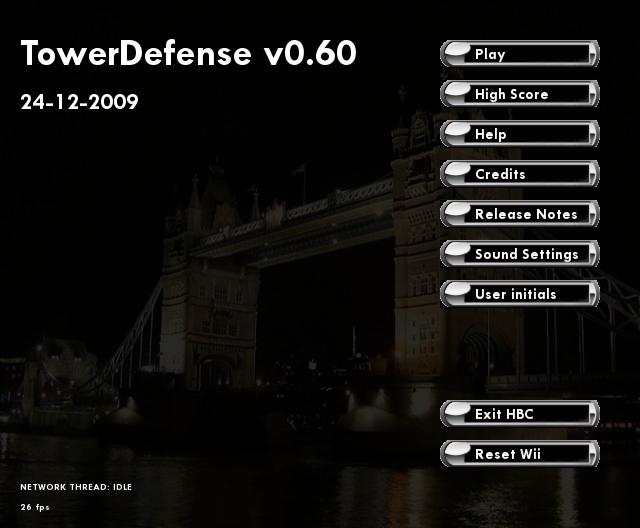 TowerDefense v0.60
24-12-2009
Play
High Score
Help
Credits
Release Notes
Sound Settings
User initials
Exit HBC
Reset Wii
NETWORK THREAD: IDLE
26 fps